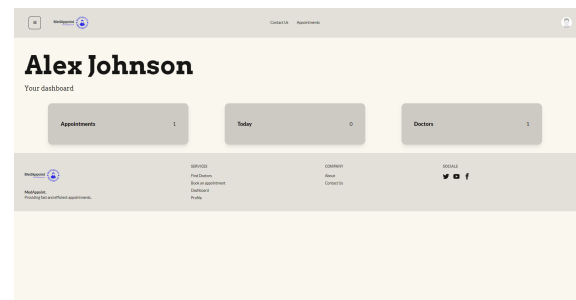 MedAppoint
Contact Us Appointments
Alex Johnson
Your dashboard
Appointments 1
Today 0
Doctors 1
MedAppoint
MedAppoint.
Providing fast and efficient appointments.
SERVICES
Find Doctors
Book an appointment
Dashboard
Profile
COMPANY
About
Contact Us
SOCIALS